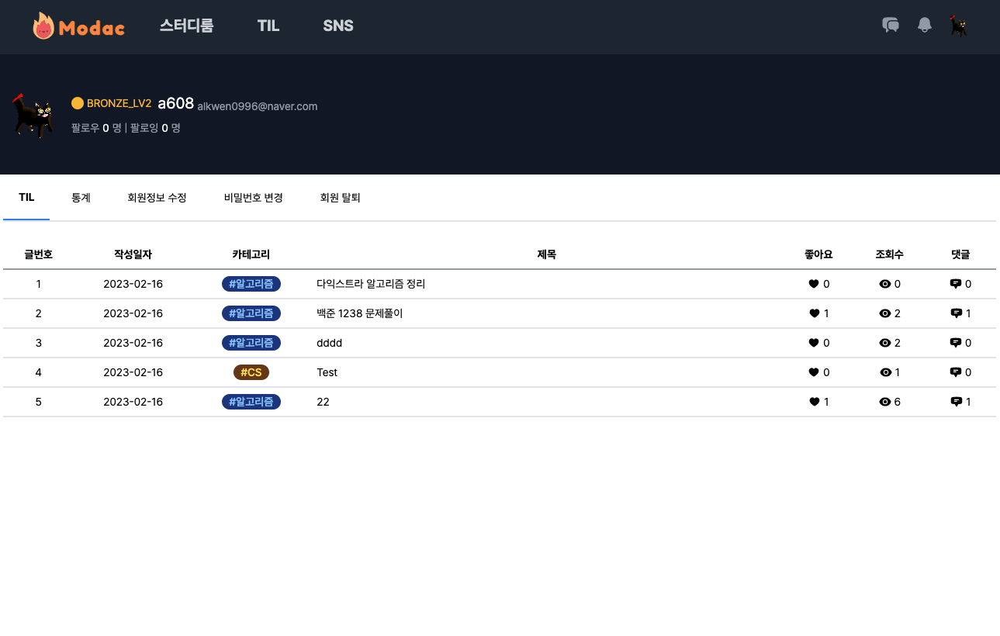 Modac 스터디룸 TIL SNS
BRONZE_LV2 a608 alkwen0996@naver.com
팔로우 0 명 | 팔로잉 0 명
TIL 통계 회원정보 수정 비밀번호 변경 회원 탈퇴
글번호 작성일자 카테고리 제목 좋아요 조회수 댓글
1 2023-02-16 #알고리즘 다익스트라 알고리즘 정리 0 0 0
2 2023-02-16 #알고리즘 백준 1238 문제풀이 1 2 1
3 2023-02-16 #알고리즘 dddd 0 2 0
4 2023-02-16 #CS Test 0 1 0
5 2023-02-16 #알고리즘 22 1 6 1